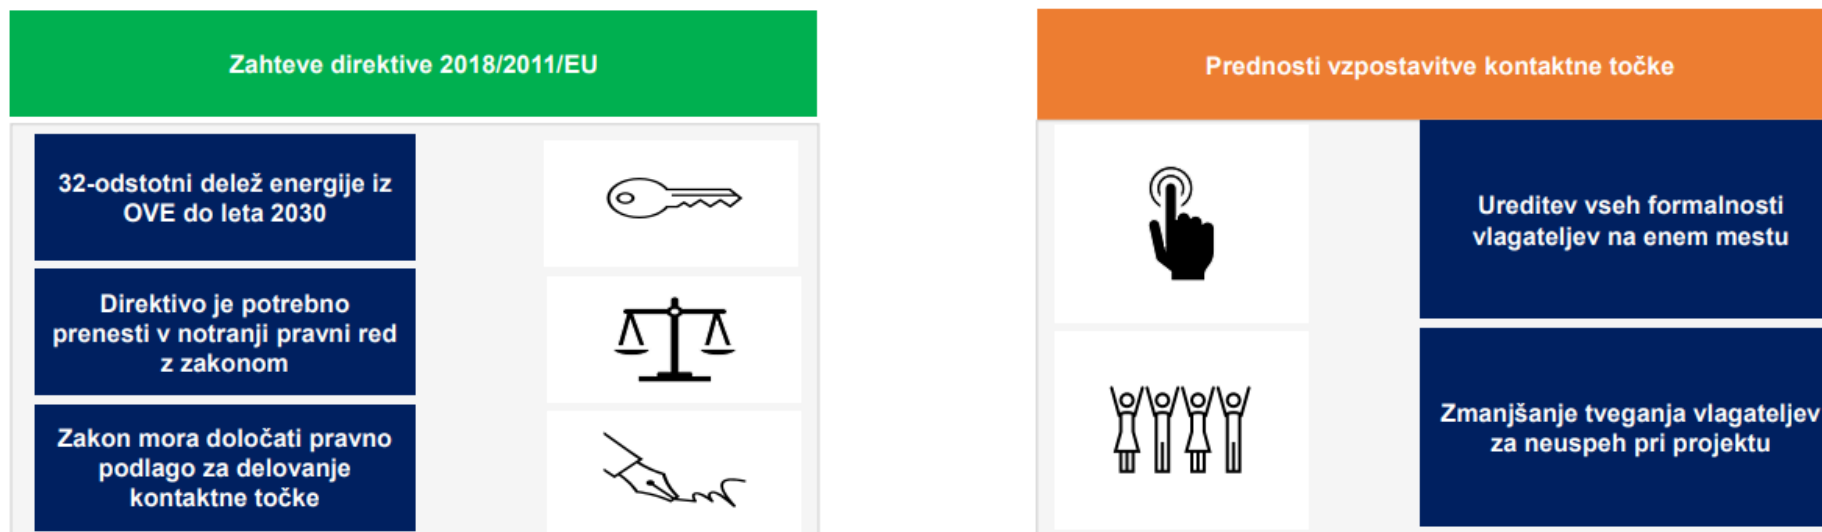 Zahteve direktive 2018/2011/EU
32-odstotni delež energije iz
OVE do leta 2030
Direktivo je potrebno
prenesti v notranji pravni red
z zakonom
Zakon mora določati pravno
podlago za delovanje
kontaktne točke
Prednosti vzpostavitve kontaktne točke
Ureditev vseh formalnosti
vlagateljev na enem mestu
Zmanjšanje tveganja vlagateljev
za neuspeh pri projektu